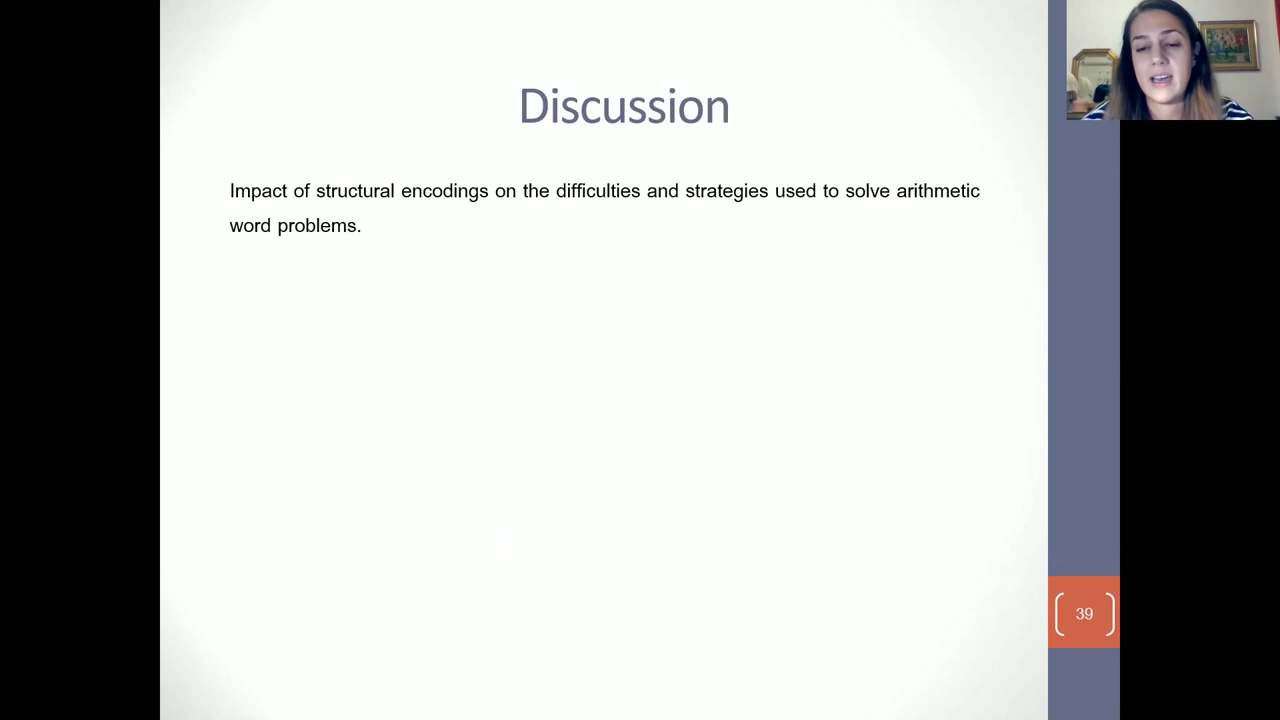 Discussion
Impact of structural encodings on the difficulties and strategies used to solve arithmetic
word problems.
39